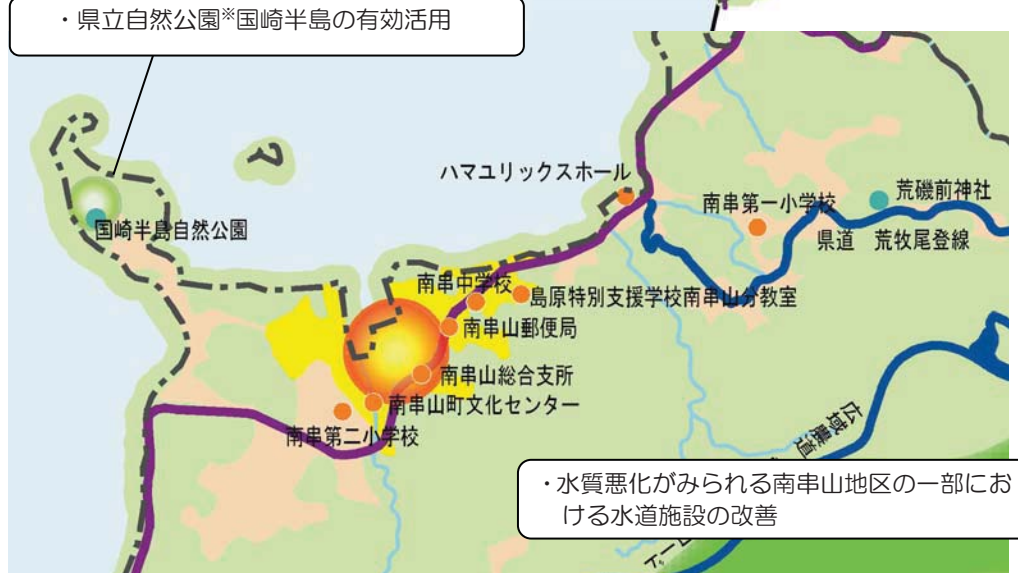 ・県立自然公園※国崎半島の有効活用
ハマユリックスホール
南串第一小学校
荒磯前神社
県道 荒牧尾登線
国崎半島自然公園
南串中学校
島原特別支援学校南串山分教室
南串山郵便局
南串山総合支所
南串山町文化センター
南串第二小学校
広域農道
・水質悪化がみられる南串山地区の一部にお
ける水道施設の改善